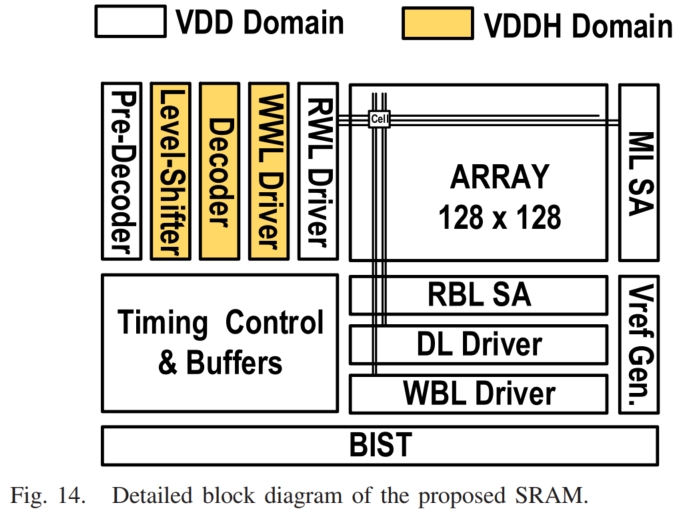 VDD Domain
VDDH Domain
Pre-Decoder
Level-Shifter
Decoder
WWL Driver
RWL Driver
Cell
ARRAY
128 x 128
ML SA
Timing Control
& Buffers
RBL SA
DL Driver
WBL Driver
Vref Gen.
BIST
Fig. 14. Detailed block diagram of the proposed SRAM.